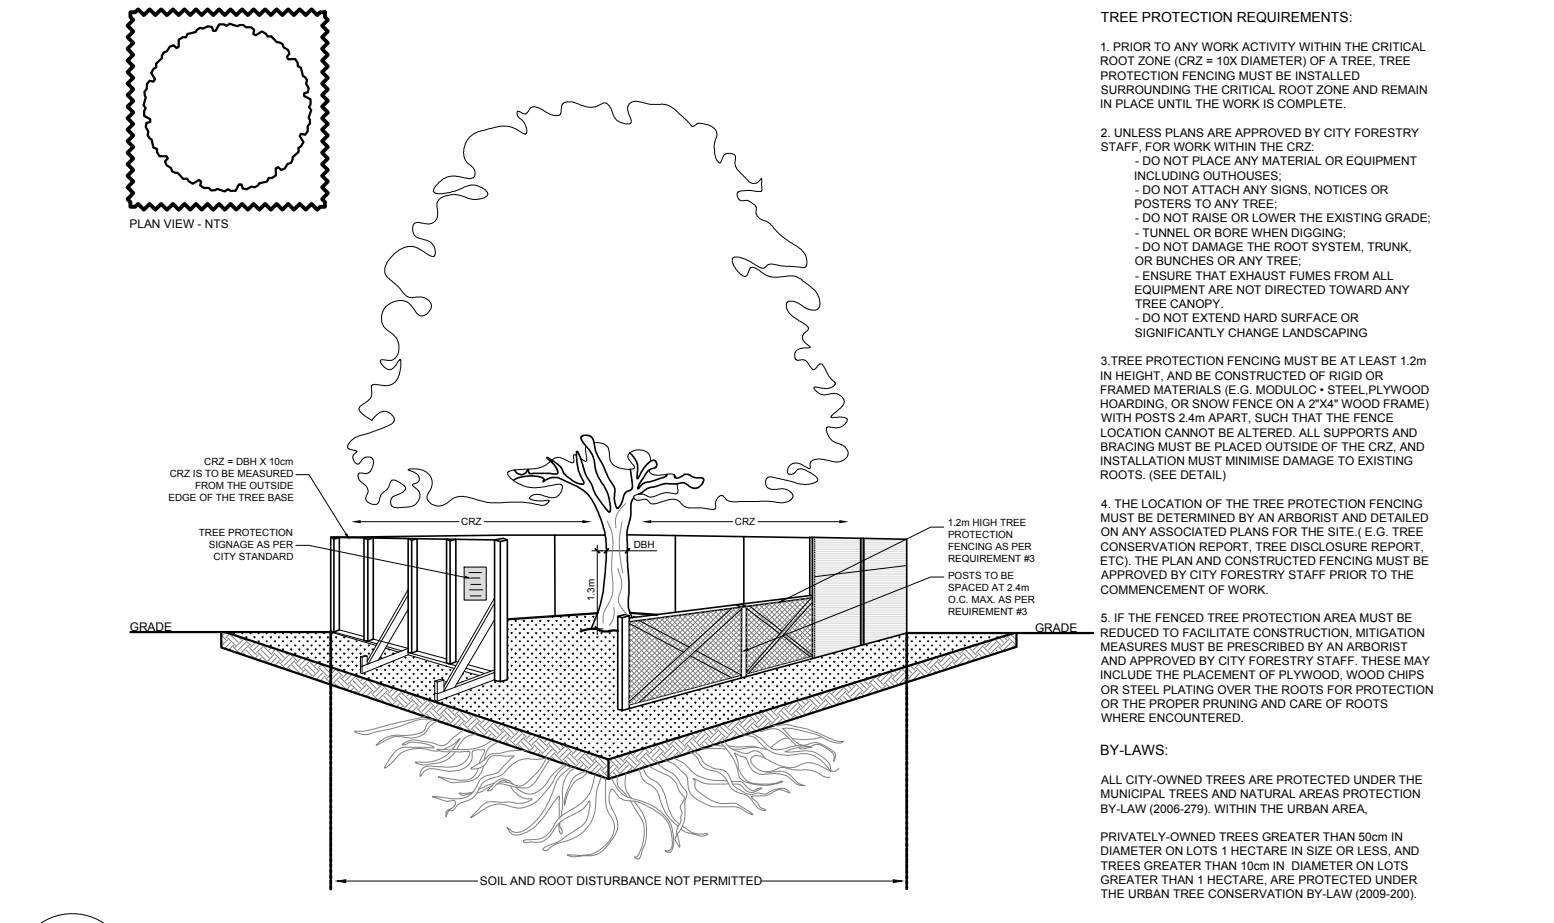 PLAN VIEW - NTS
CRZ = DBH X 10cm
CRZ IS TO BE MEASURED
FROM THE OUTSIDE
EDGE OF THE TREE BASE
TREE PROTECTION
SIGNAGE AS PER
CITY STANDARD
CRZ
CRZ
DBH
1.3m
1.2m HIGH TREE
PROTECTION
FENCING AS PER
REQUIREMENT #3
POSTS TO BE
SPACED AT 2.4m
O.C. MAX. AS PER
REUIREMENT #3
GRADE
GRADE
SOIL AND ROOT DISTURBANCE NOT PERMITTED
TREE PROTECTION REQUIREMENTS:
1. PRIOR TO ANY WORK ACTIVITY WITHIN THE CRITICAL
ROOT ZONE (CRZ = 10X DIAMETER) OF A TREE, TREE
PROTECTION FENCING MUST BE INSTALLED
SURROUNDING THE CRITICAL ROOT ZONE AND REMAIN
IN PLACE UNTIL THE WORK IS COMPLETE.
2. UNLESS PLANS ARE APPROVED BY CITY FORESTRY
STAFF, FOR WORK WITHIN THE CRZ:
- DO NOT PLACE ANY MATERIAL OR EQUIPMENT
INCLUDING OUTHOUSES;
- DO NOT ATTACH ANY SIGNS, NOTICES OR
POSTERS TO ANY TREE;
- DO NOT RAISE OR LOWER THE EXISTING GRADE;
- TUNNEL OR BORE WHEN DIGGING;
- DO NOT DAMAGE THE ROOT SYSTEM, TRUNK,
OR BUNCHES OR ANY TREE;
- ENSURE THAT EXHAUST FUMES FROM ALL
EQUIPMENT ARE NOT DIRECTED TOWARD ANY
TREE CANOPY.
- DO NOT EXTEND HARD SURFACE OR
SIGNIFICANTLY CHANGE LANDSCAPING
3.TREE PROTECTION FENCING MUST BE AT LEAST 1.2m
IN HEIGHT, AND BE CONSTRUCTED OF RIGID OR
FRAMED MATERIALS (E.G. MODULOC • STEEL,PLYWOOD
HOARDING, OR SNOW FENCE ON A 2"X4" WOOD FRAME)
WITH POSTS 2.4m APART, SUCH THAT THE FENCE
LOCATION CANNOT BE ALTERED. ALL SUPPORTS AND
BRACING MUST BE PLACED OUTSIDE OF THE CRZ, AND
INSTALLATION MUST MINIMISE DAMAGE TO EXISTING
ROOTS. (SEE DETAIL)
4. THE LOCATION OF THE TREE PROTECTION FENCING
MUST BE DETERMINED BY AN ARBORIST AND DETAILED
ON ANY ASSOCIATED PLANS FOR THE SITE.( E.G. TREE
CONSERVATION REPORT, TREE DISCLOSURE REPORT,
ETC). THE PLAN AND CONSTRUCTED FENCING MUST BE
APPROVED BY CITY FORESTRY STAFF PRIOR TO THE
COMMENCEMENT OF WORK.
5. IF THE FENCED TREE PROTECTION AREA MUST BE
REDUCED TO FACILITATE CONSTRUCTION, MITIGATION
MEASURES MUST BE PRESCRIBED BY AN ARBORIST
AND APPROVED BY CITY FORESTRY STAFF. THESE MAY
INCLUDE THE PLACEMENT OF PLYWOOD, WOOD CHIPS
OR STEEL PLATING OVER THE ROOTS FOR PROTECTION
OR THE PROPER PRUNING AND CARE OF ROOTS
WHERE ENCOUNTERED.
BY-LAWS:
ALL CITY-OWNED TREES ARE PROTECTED UNDER THE
MUNICIPAL TREES AND NATURAL AREAS PROTECTION
BY-LAW (2006-279). WITHIN THE URBAN AREA,
PRIVATELY-OWNED TREES GREATER THAN 50cm IN
DIAMETER ON LOTS 1 HECTARE IN SIZE OR LESS, AND
TREES GREATER THAN 10cm IN DIAMETER ON LOTS
GREATER THAN 1 HECTARE, ARE PROTECTED UNDER
THE URBAN TREE CONSERVATION BY-LAW (2009-200).